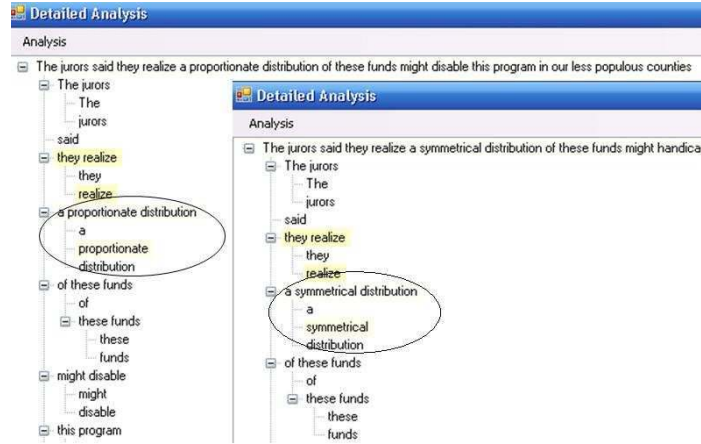 Detailed Analysis
Analysis
The jurors said they realize a proportionate distribution of these funds might disable this program in our less populous counties
The jurors
The
jurors
said
they realize
they
realize
a proportionate distribution
a
proportionate
distribution
of these funds
of
these funds
these
funds
might disable
might
disable
this program
Detailed Analysis
Analysis
The jurors said they realize a symmetrical distribution of these funds might handica
The jurors
The
jurors
said
they realize
they
realize
a symmetrical distribution
a
symmetrical
distribution
of these funds
of
these funds
these
funds